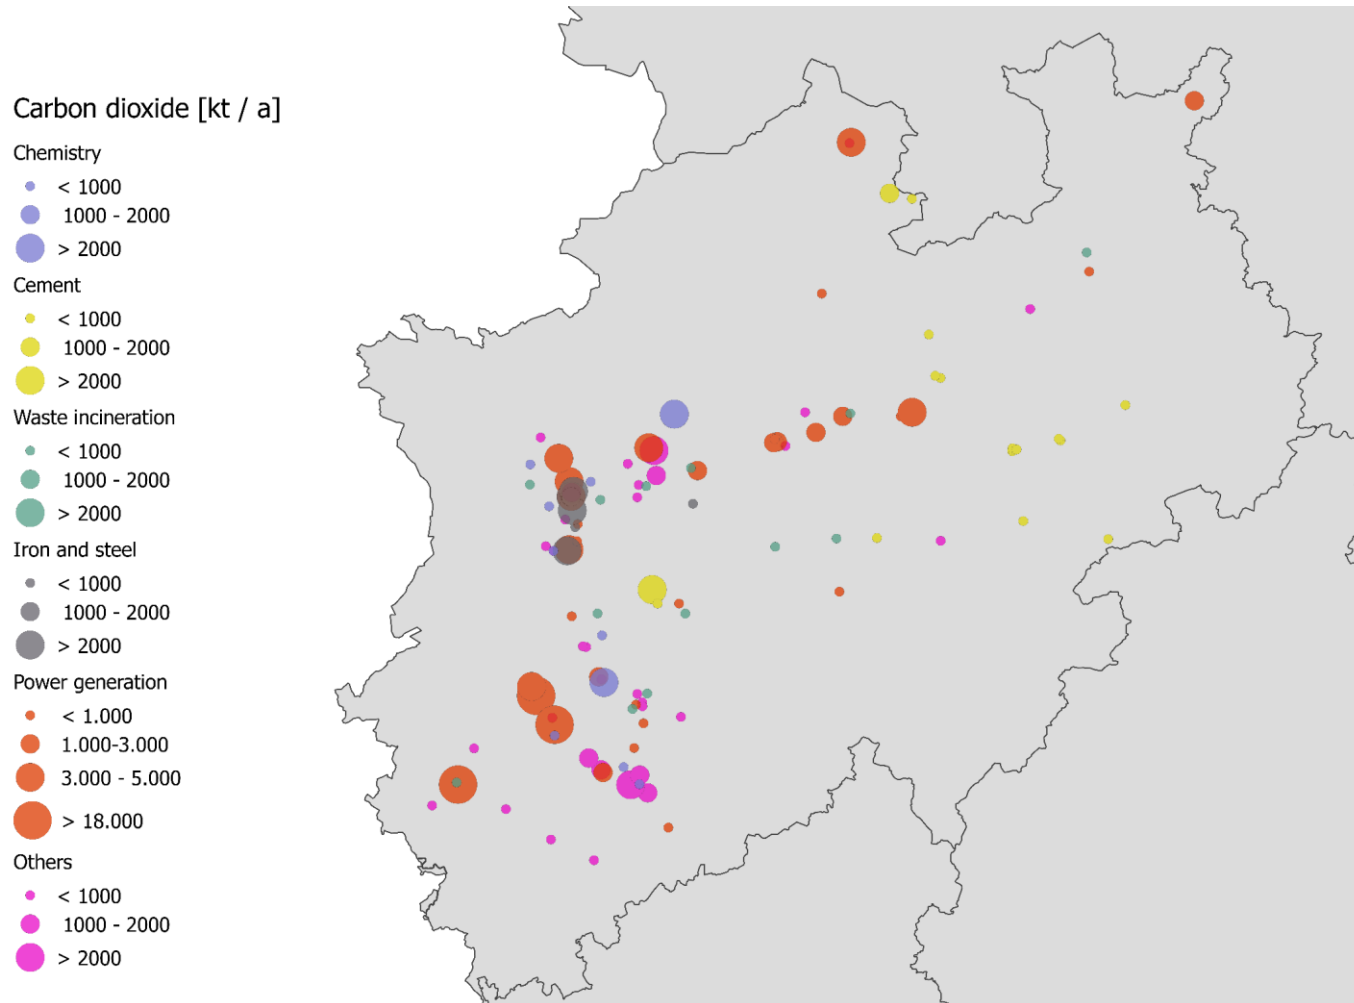 Carbon dioxide [kt / a]
Chemistry
< 1000
1000 - 2000
> 2000
Cement
< 1000
1000 - 2000
> 2000
Waste incineration
< 1000
1000 - 2000
> 2000
Iron and steel
< 1000
1000 - 2000
> 2000
Power generation
< 1.000
1.000-3.000
3.000 - 5.000
> 18.000
Others
< 1000
1000 - 2000
> 2000